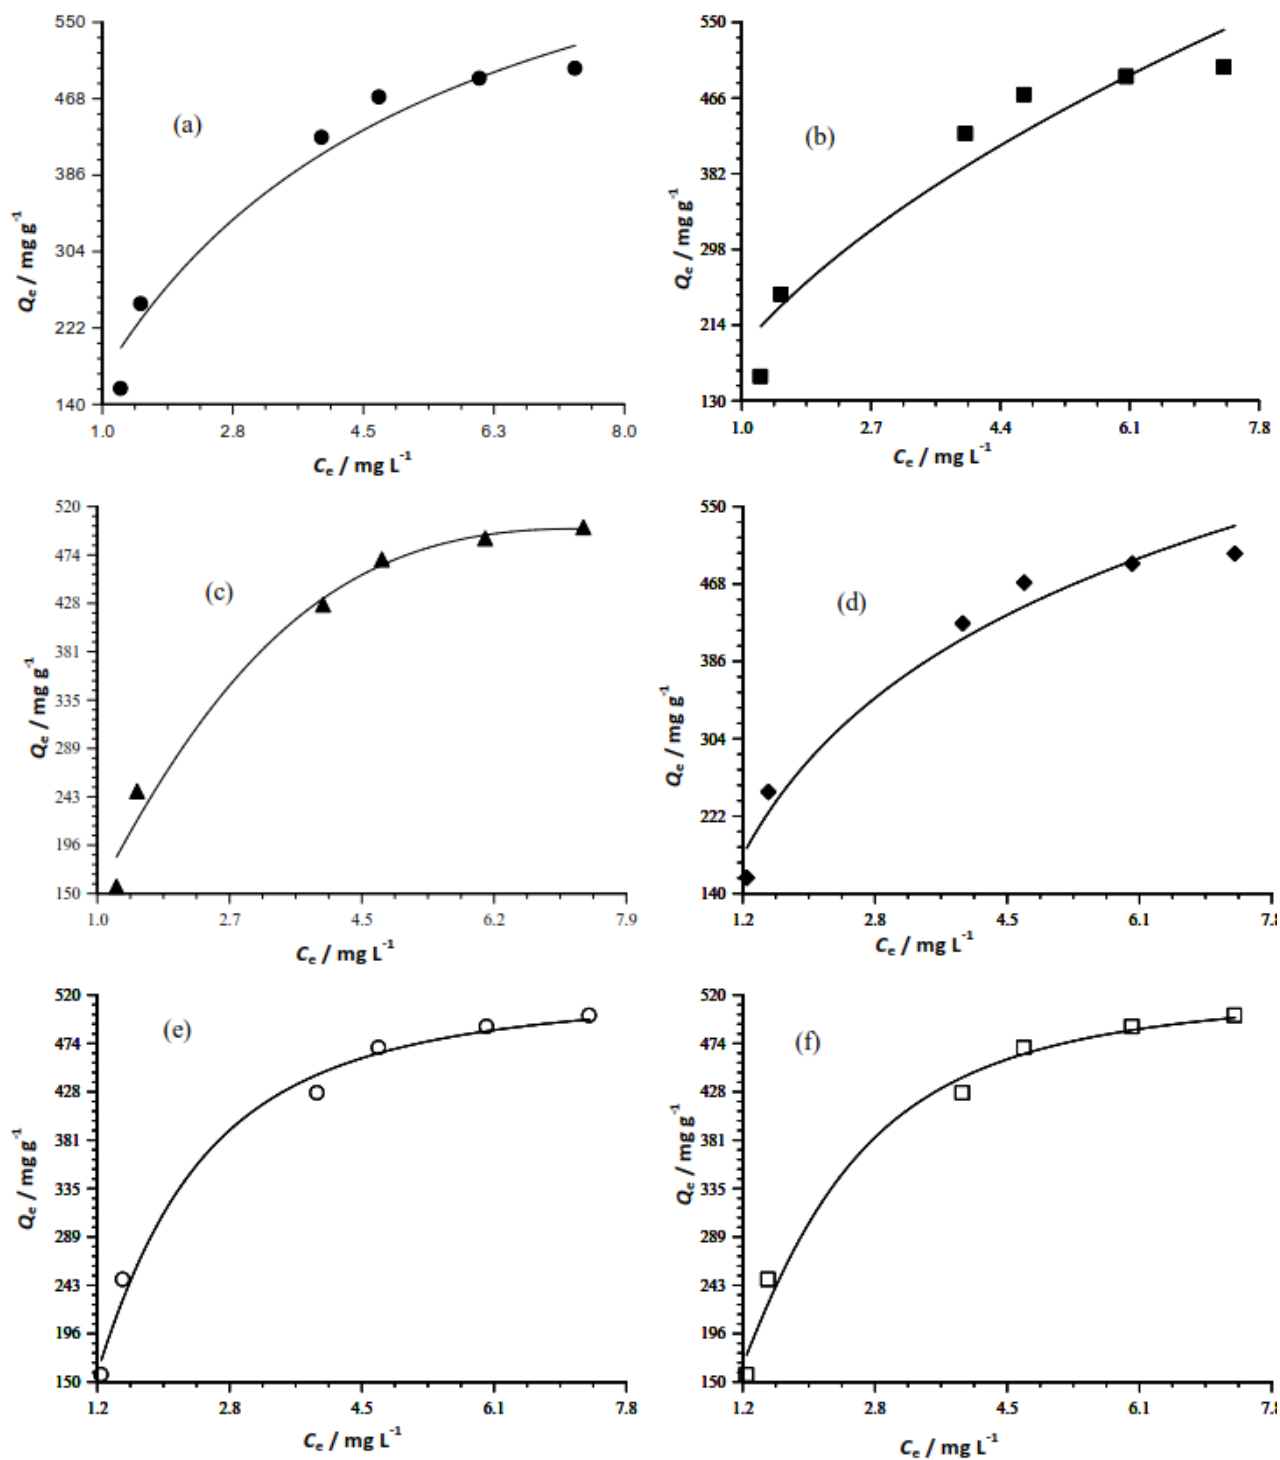 550
468
386
304
222
140
(a)
Qe / mg g⁻¹
1.0 2.8 4.5 6.3 8.0
Ce / mg L⁻¹
550
466
382
298
214
130
(b)
Qe / mg g⁻¹
1.0 2.7 4.4 6.1 7.8
Ce / mg L⁻¹
520
474
428
381
335
289
243
196
150
(c)
Qe / mg g⁻¹
1.0 2.7 4.5 6.2 7.9
Ce / mg L⁻¹
550
468
386
304
222
140
(d)
Qe / mg g⁻¹
1.2 2.8 4.5 6.1 7.8
Ce / mg L⁻¹
520
474
428
381
335
289
243
196
150
(e)
Qe / mg g⁻¹
1.2 2.8 4.5 6.1 7.8
Ce / mg L⁻¹
520
474
428
381
335
289
243
196
150
(f)
Qe / mg g⁻¹
1.2 2.8 4.5 6.1 7.8
Ce / mg L⁻¹